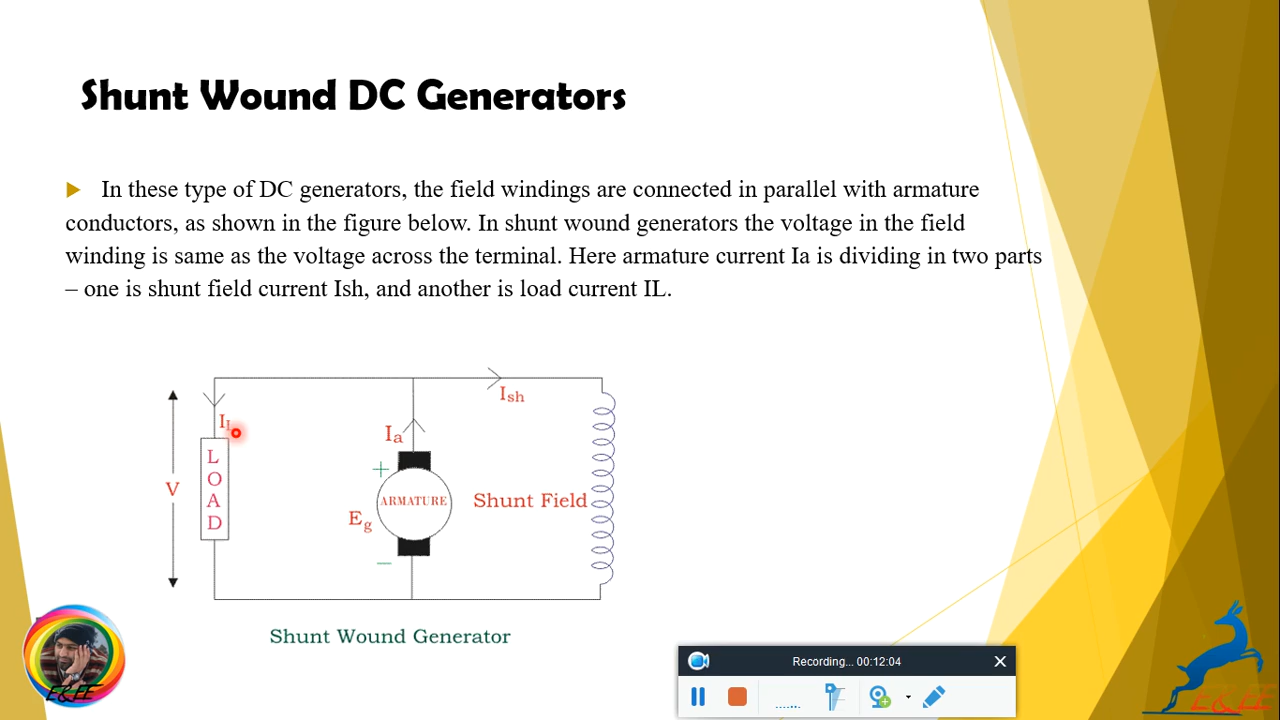 Shunt Wound DC Generators
In these type of DC generators, the field windings are connected in parallel with armature
conductors, as shown in the figure below. In shunt wound generators the voltage in the field
winding is same as the voltage across the terminal. Here armature current Ia is dividing in two parts
– one is shunt field current Ish, and another is load current IL.
Ish
IL
Ia
+
LOAD
V
ARMATURE
Shunt Field
Eg
–
Shunt Wound Generator
Recording... 00:12:04
E&EE
E&EE